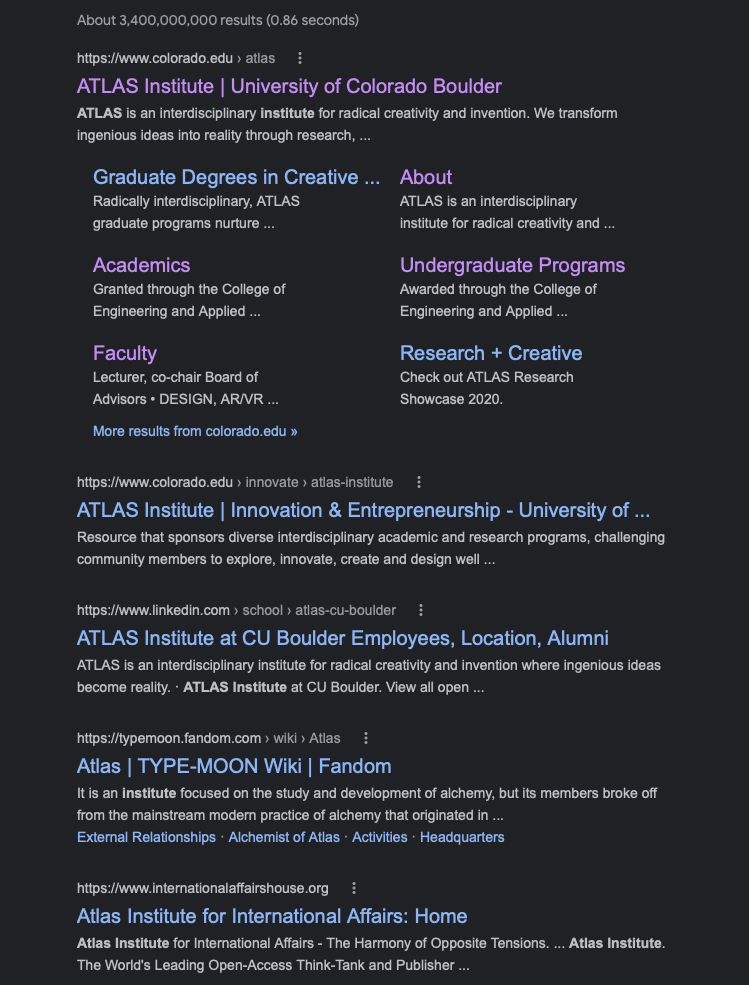 About 3,400,000,000 results (0.86 seconds)
https://www.colorado.edu › atlas
ATLAS Institute | University of Colorado Boulder
ATLAS is an interdisciplinary institute for radical creativity and invention. We transform
ingenious ideas into reality through research, ...
Graduate Degrees in Creative ...
Radically interdisciplinary, ATLAS
graduate programs nurture ...
About
ATLAS is an interdisciplinary
institute for radical creativity and ...
Academics
Granted through the College of
Engineering and Applied ...
Undergraduate Programs
Awarded through the College of
Engineering and Applied ...
Faculty
Lecturer, co-chair Board of
Advisors • DESIGN, AR/VR ...
Research + Creative
Check out ATLAS Research
Showcase 2020.
More results from colorado.edu »
https://www.colorado.edu › innovate › atlas-institute
ATLAS Institute | Innovation & Entrepreneurship - University of ...
Resource that sponsors diverse interdisciplinary academic and research programs, challenging
community members to explore, innovate, create and design well ...
https://www.linkedin.com › school › atlas-cu-boulder
ATLAS Institute at CU Boulder Employees, Location, Alumni
ATLAS is an interdisciplinary institute for radical creativity and invention where ingenious ideas
become reality. · ATLAS Institute at CU Boulder. View all open ...
https://typemoon.fandom.com › wiki › Atlas
Atlas | TYPE-MOON Wiki | Fandom
It is an institute focused on the study and development of alchemy, but its members broke off
from the mainstream modern practice of alchemy that originated in ...
External Relationships · Alchemist of Atlas · Activities · Headquarters
https://www.internationalaffairshouse.org
Atlas Institute for International Affairs: Home
Atlas Institute for International Affairs - The Harmony of Opposite Tensions. ... Atlas Institute.
The World's Leading Open-Access Think-Tank and Publisher ...